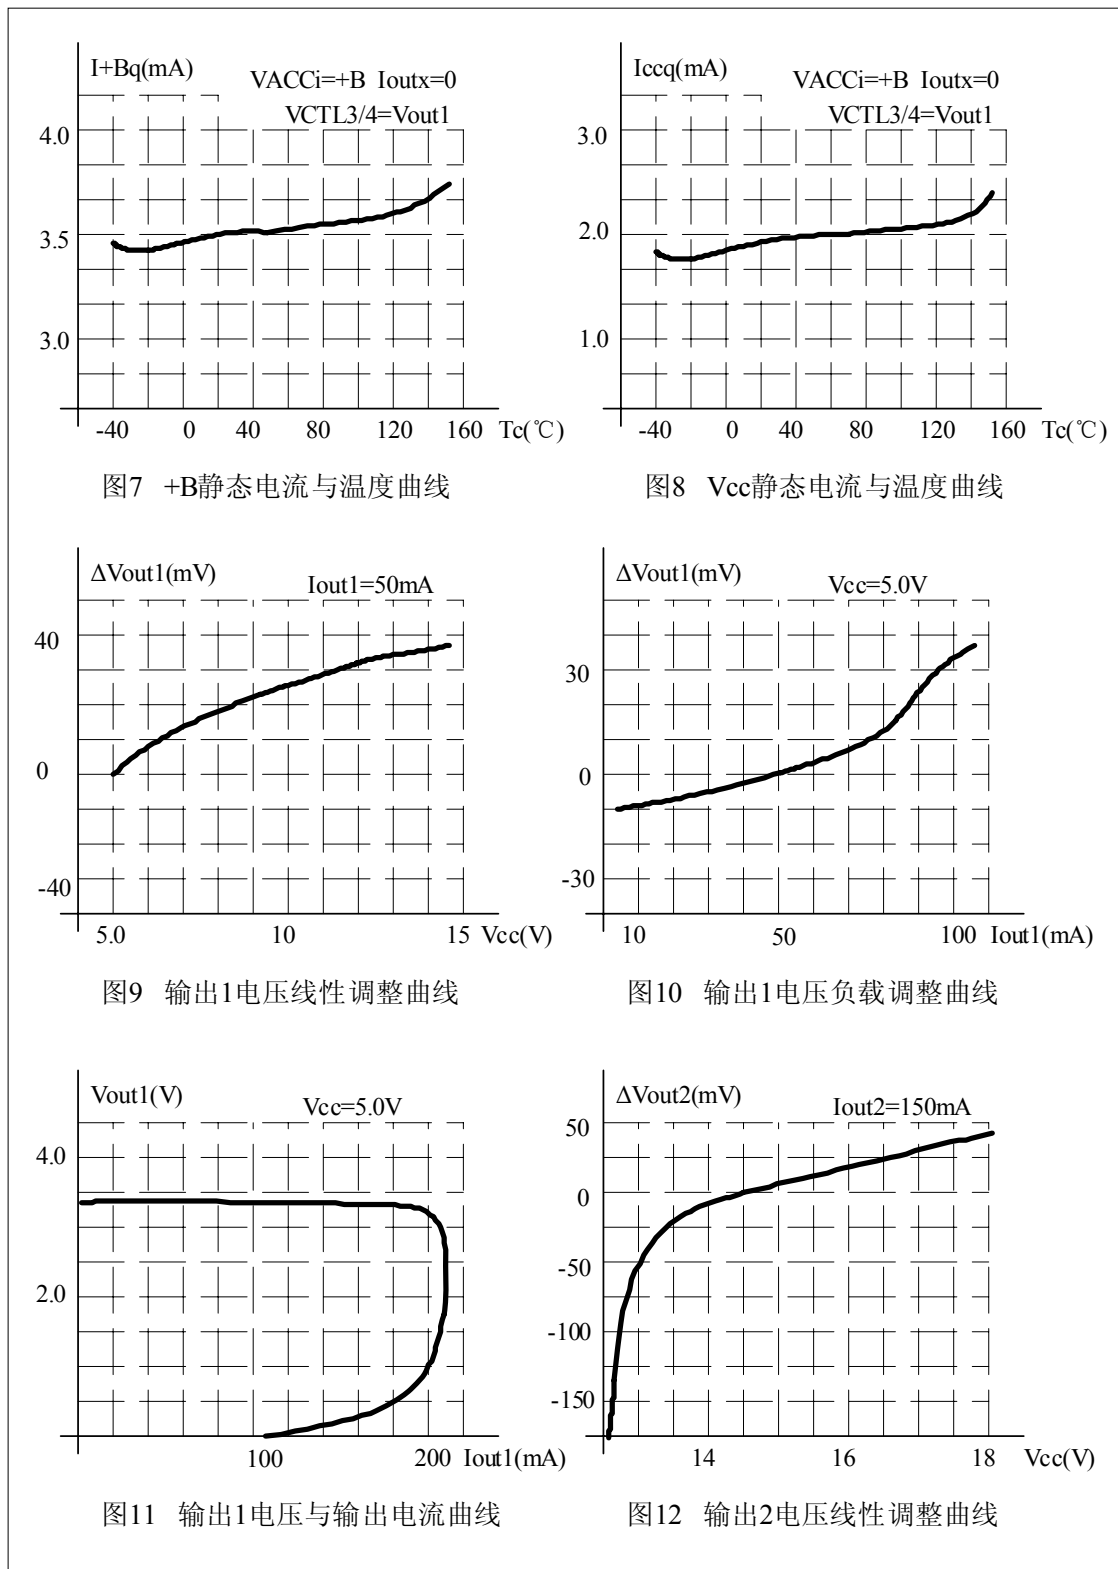 I+Bq(mA)
VACCi=+B Ioutx=0
VCTL3/4=Vout1
4.0
3.5
3.0
-40 0 40 80 120 160 Tc(℃)
图7 +B静态电流与温度曲线
Iccq(mA)
VACCi=+B Ioutx=0
VCTL3/4=Vout1
3.0
2.0
1.0
-40 0 40 80 120 160 Tc(℃)
图8 Vcc静态电流与温度曲线
ΔVout1(mV)
Iout1=50mA
40
0
-40
5.0 10 15 Vcc(V)
图9 输出1电压线性调整曲线
ΔVout1(mV)
Vcc=5.0V
30
0
-30
10 50 100 Iout1(mA)
图10 输出1电压负载调整曲线
Vout1(V)
Vcc=5.0V
4.0
2.0
100 200 Iout1(mA)
图11 输出1电压与输出电流曲线
ΔVout2(mV)
Iout2=150mA
50
0
-50
-100
-150
14 16 18 Vcc(V)
图12 输出2电压线性调整曲线